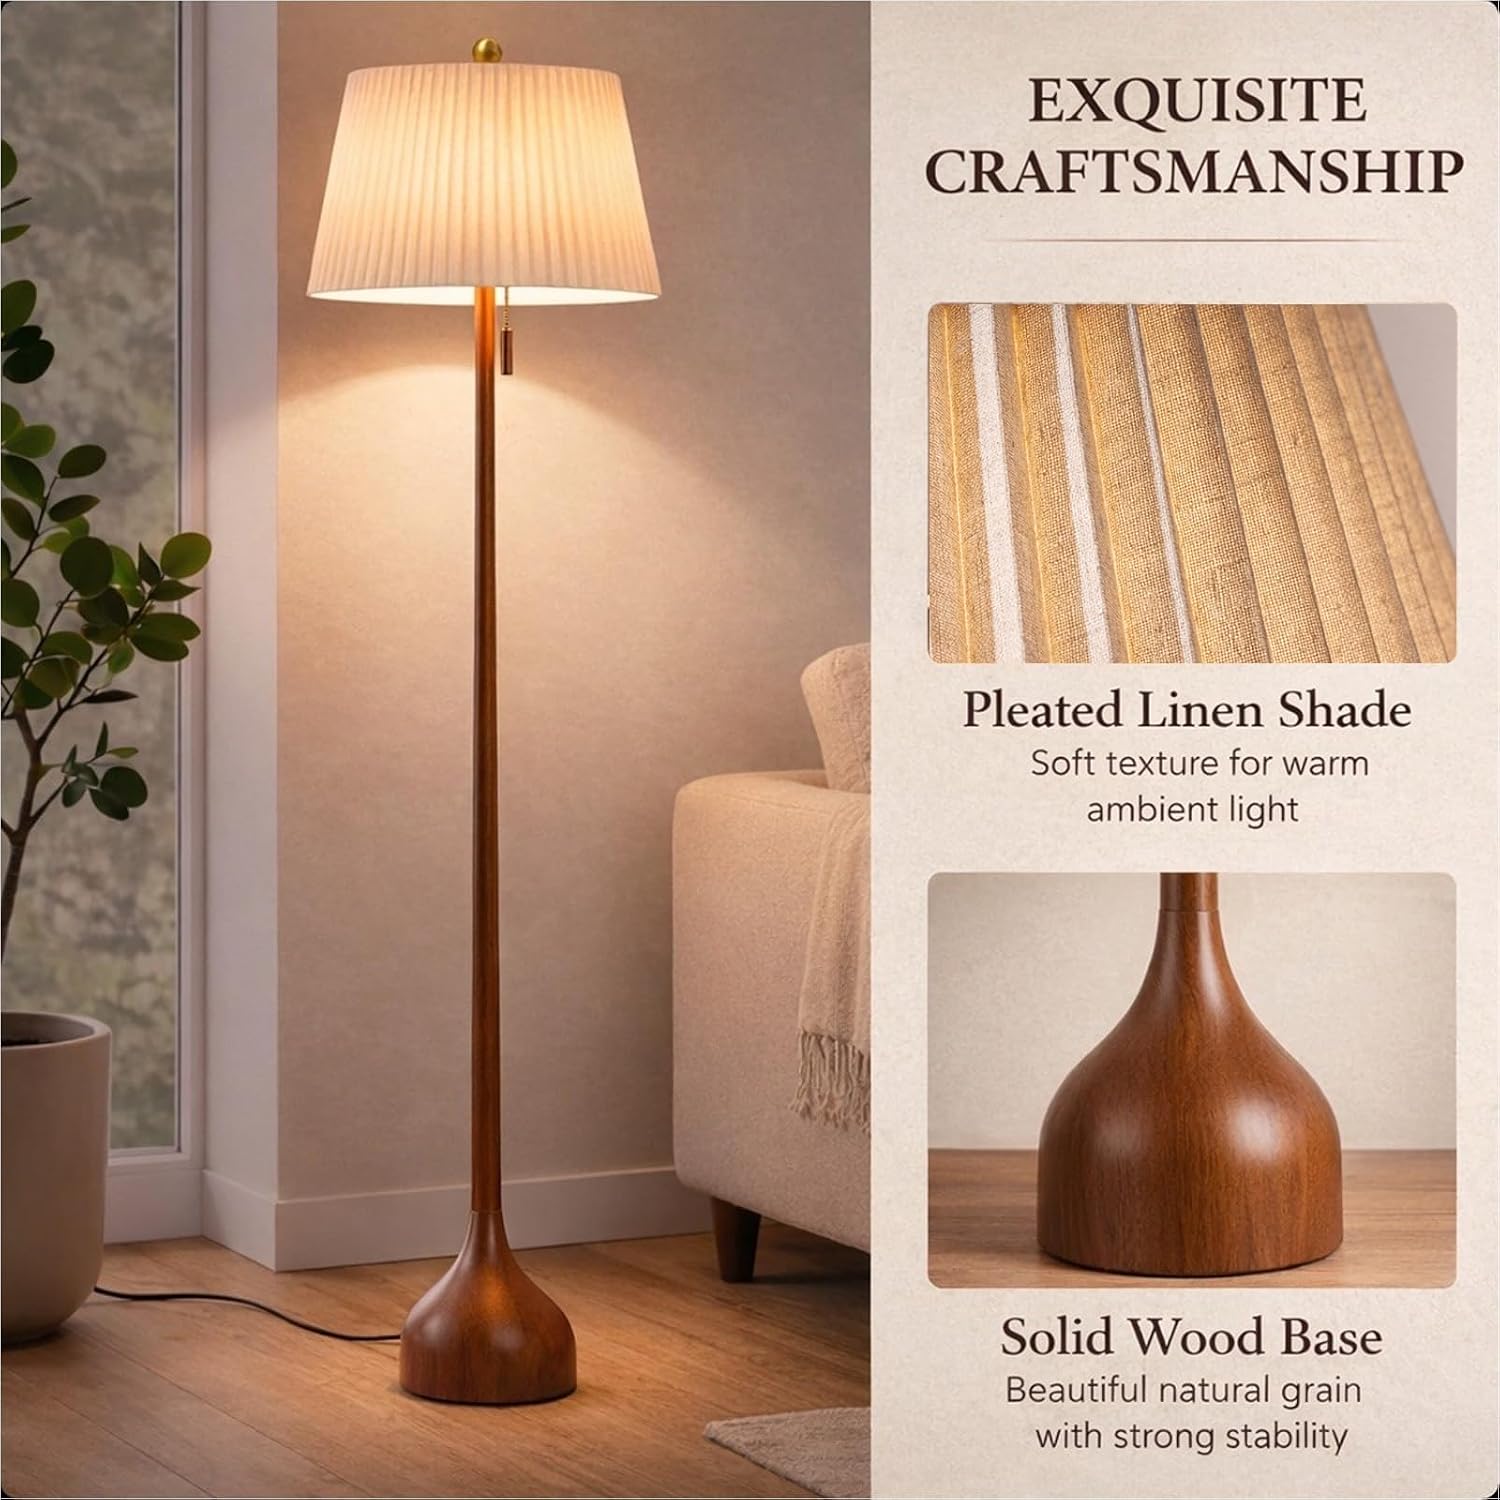 EXQUISITE
CRAFTSMANSHIP
Pleated Linen Shade
Soft texture for warm
ambient light
Solid Wood Base
Beautiful natural grain
with strong stability